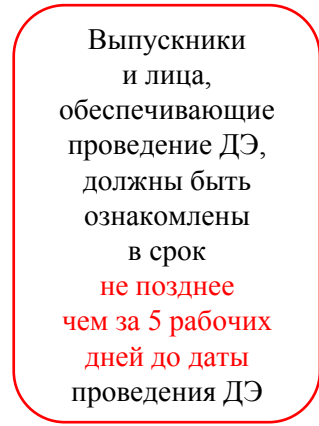 Выпускники
и лица,
обеспечивающие
проведение ДЭ,
должны быть
ознакомлены
в срок
не позднее
чем за 5 рабочих
дней до даты
проведения ДЭ